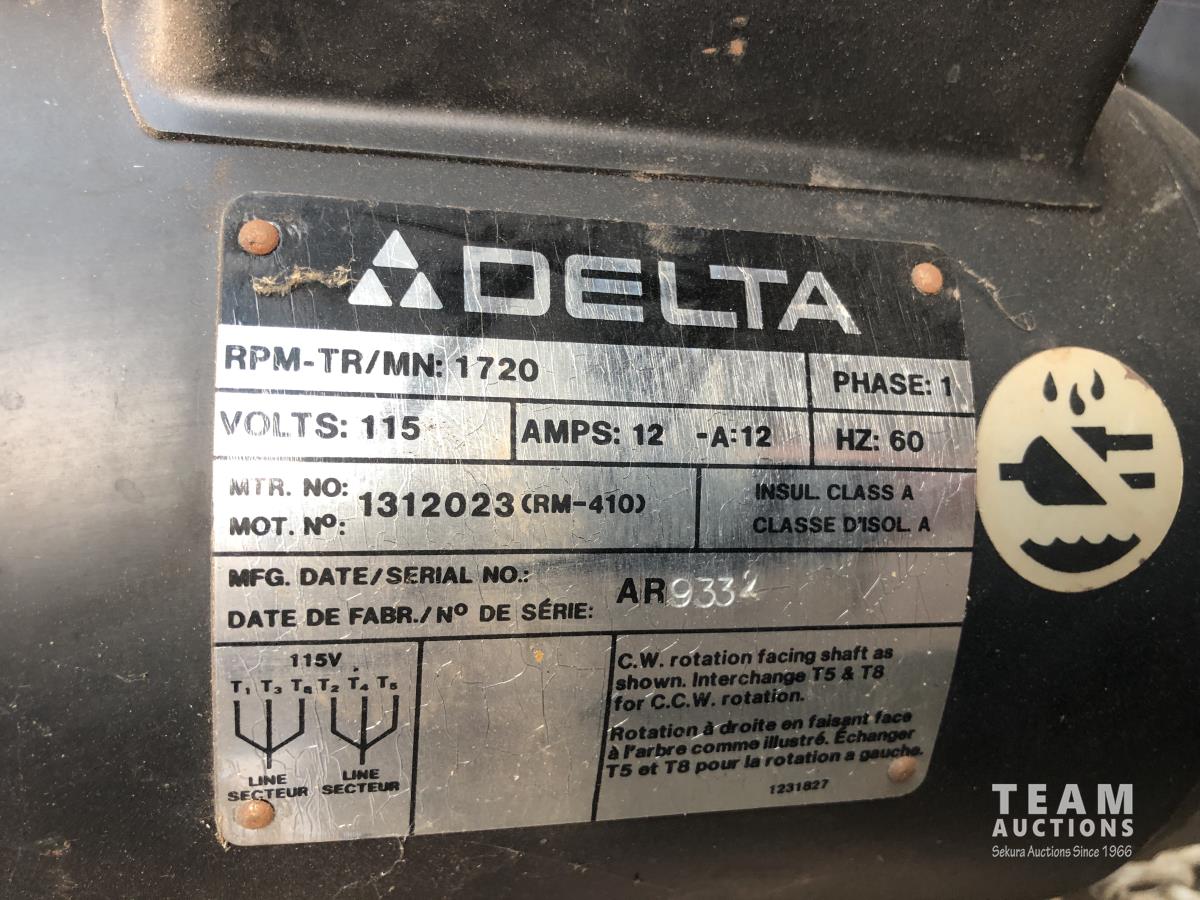 DELTA
RPM-TR/MN: 1720
PHASE: 1
VOLTS: 115
AMPS: 12 -A:12
HZ: 60
MTR. NO:
MOT. Nº:
1312023 (RM-410)
INSUL. CLASS A
CLASSE D'ISOL. A
MFG. DATE/SERIAL NO.:
DATE DE FABR./Nº DE SÉRIE:
AR9332
115V
T1 T3 T8 T2 T4 T5
LINE SECTEUR
LINE SECTEUR
C.W. rotation facing shaft as
shown. Interchange T5 & T8
for C.C.W. rotation.
Rotation à droite en faisant face
à l'arbre comme illustré. Échanger
T5 et T8 pour la rotation a gauche.
1231827
TEAM
AUCTIONS
Sekura Auctions Since 1966